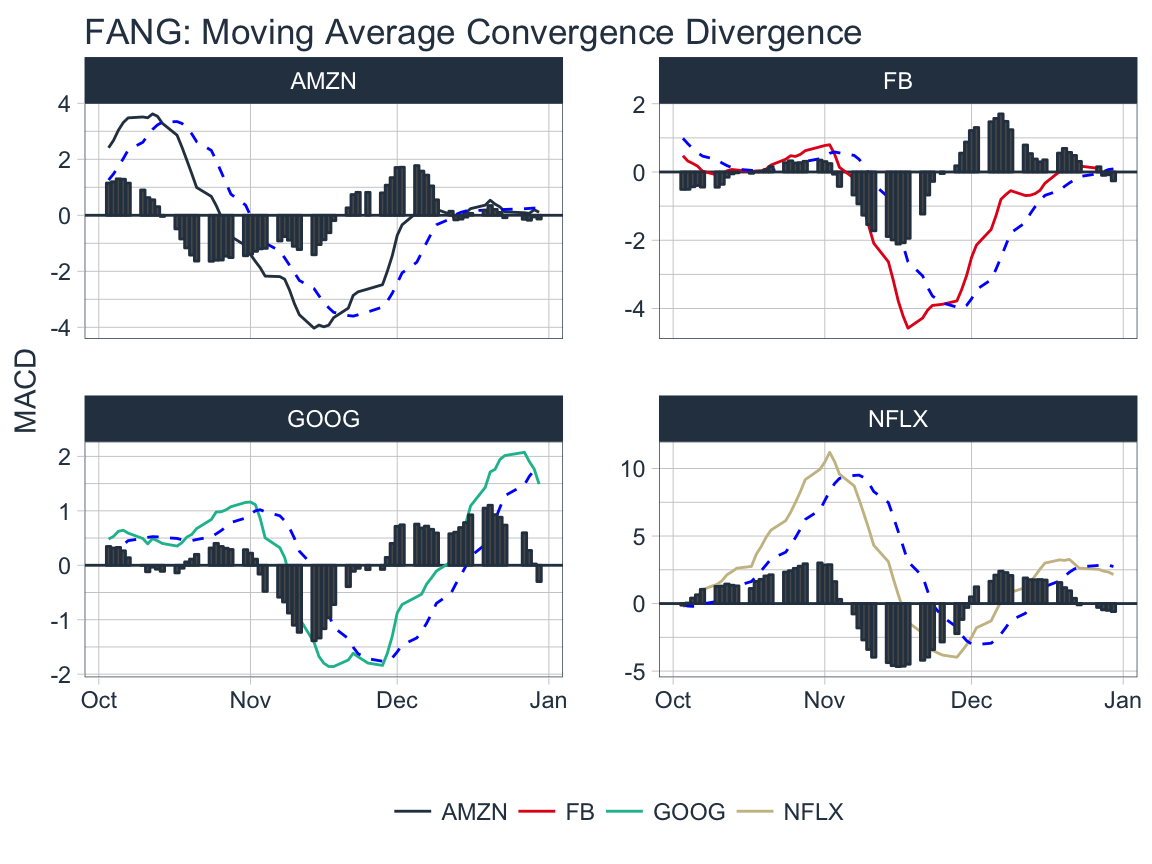 FANG: Moving Average Convergence Divergence
AMZN
FB
4
2
0
-2
-4
2
0
-2
-4
MACD
GOOG
NFLX
2
1
0
-1
-2
10
5
0
-5
Oct Nov Dec Jan
Oct Nov Dec Jan
AMZN FB GOOG NFLX